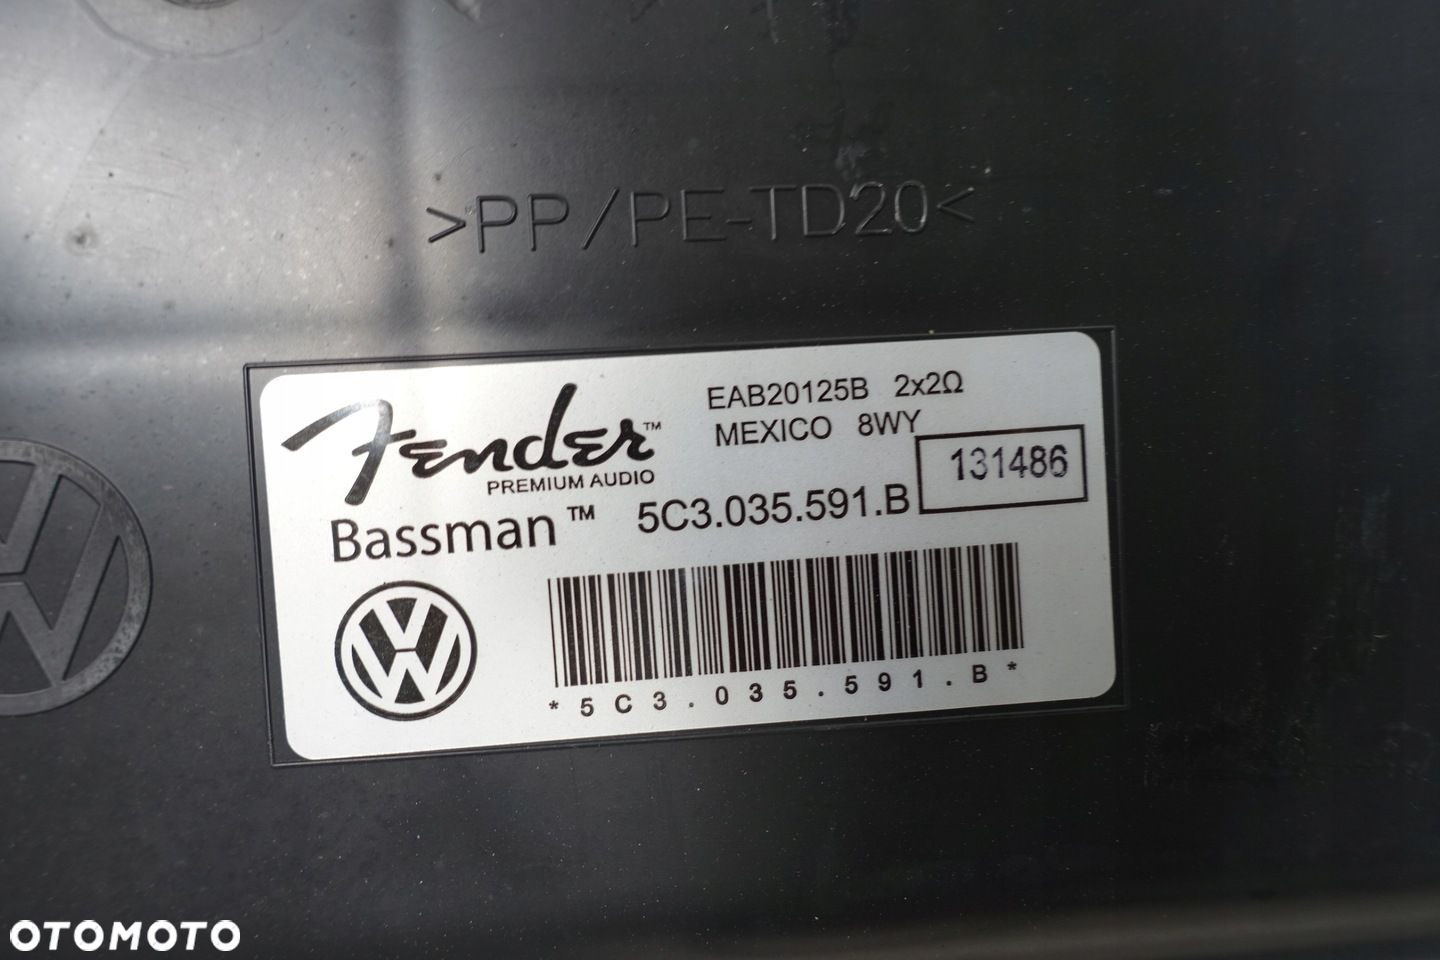 >PP/PE-TD20<
Fender™
PREMIUM AUDIO
Bassman™
EAB20125B 2x2Ω
MEXICO 8WY
131486
5C3.035.591.B
*5C3.035.591.B*
OTOMOTO